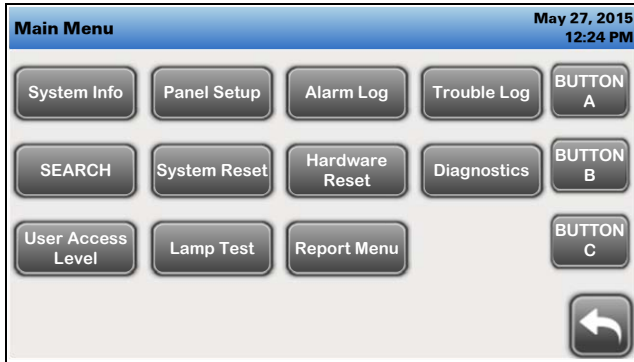 Main Menu
May 27, 2015
12:24 PM
System Info
Panel Setup
Alarm Log
Trouble Log
BUTTON
A
SEARCH
System Reset
Hardware
Reset
Diagnostics
BUTTON
B
User Access
Level
Lamp Test
Report Menu
BUTTON
C